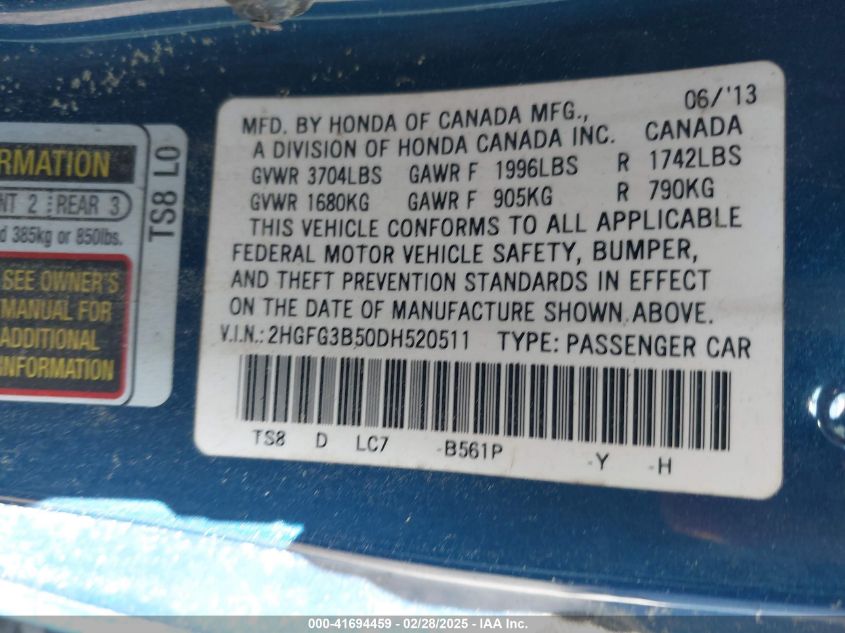 RMATION
NT 2 REAR 3
d 385kg or 850lbs.
SEE OWNER'S
MANUAL FOR
ADDITIONAL
INFORMATION
TS8 L0
06/'13
MFD. BY HONDA OF CANADA MFG.,
A DIVISION OF HONDA CANADA INC. CANADA
GVWR 3704LBS GAWR F 1996LBS R 1742LBS
GVWR 1680KG GAWR F 905KG R 790KG
THIS VEHICLE CONFORMS TO ALL APPLICABLE
FEDERAL MOTOR VEHICLE SAFETY, BUMPER,
AND THEFT PREVENTION STANDARDS IN EFFECT
ON THE DATE OF MANUFACTURE SHOWN ABOVE.
V.I.N.: 2HGFG3B50DH520511 TYPE: PASSENGER CAR
TS8 D LC7 -B561P -Y -H
000-41694459 - 02/28/2025 - IAA Inc.